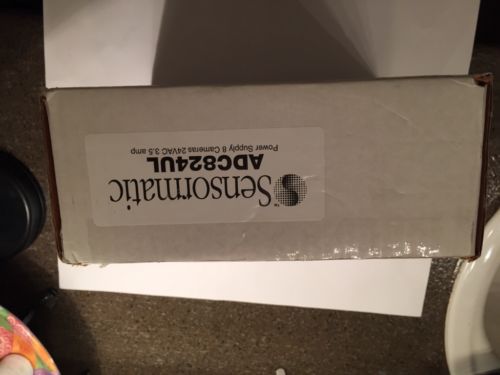 Sensormatic
ADC824UL
Power Supply 8 Cameras 24VAC 3.5 amp